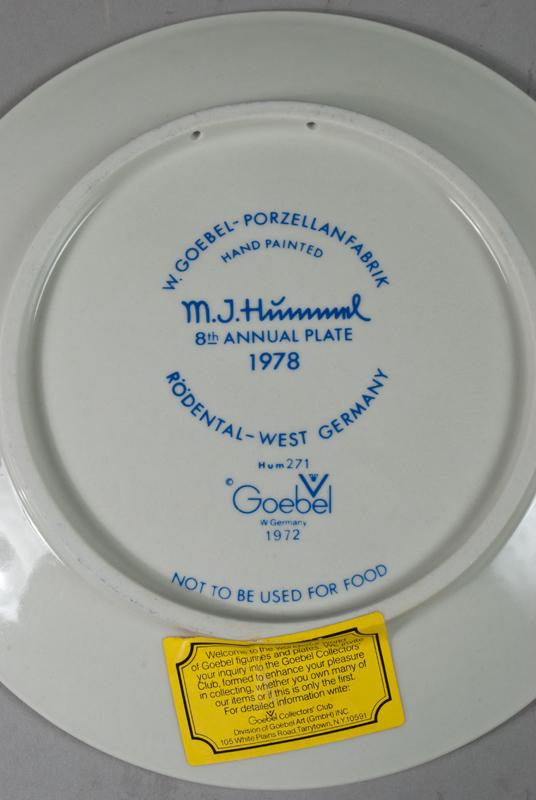 W. GOEBEL-PORZELLANFABRIK
HAND PAINTED
M.J.Hummel
8th ANNUAL PLATE
1978
RÖDENTAL-WEST GERMANY
Hum271
© Goebel
W Germany
1972
NOT TO BE USED FOR FOOD
Welcome to the
of Goebel figurines and plates. We invite
your inquiry into the Goebel Collectors'
Club, formed to enhance your pleasure
in collecting, whether you own many of
our items or if this is only the first.
For detailed information write:
Goebel Collectors' Club
Division of Goebel Art (GmbH) INC
105 White Plains Road, Tarrytown, N.Y. 10591